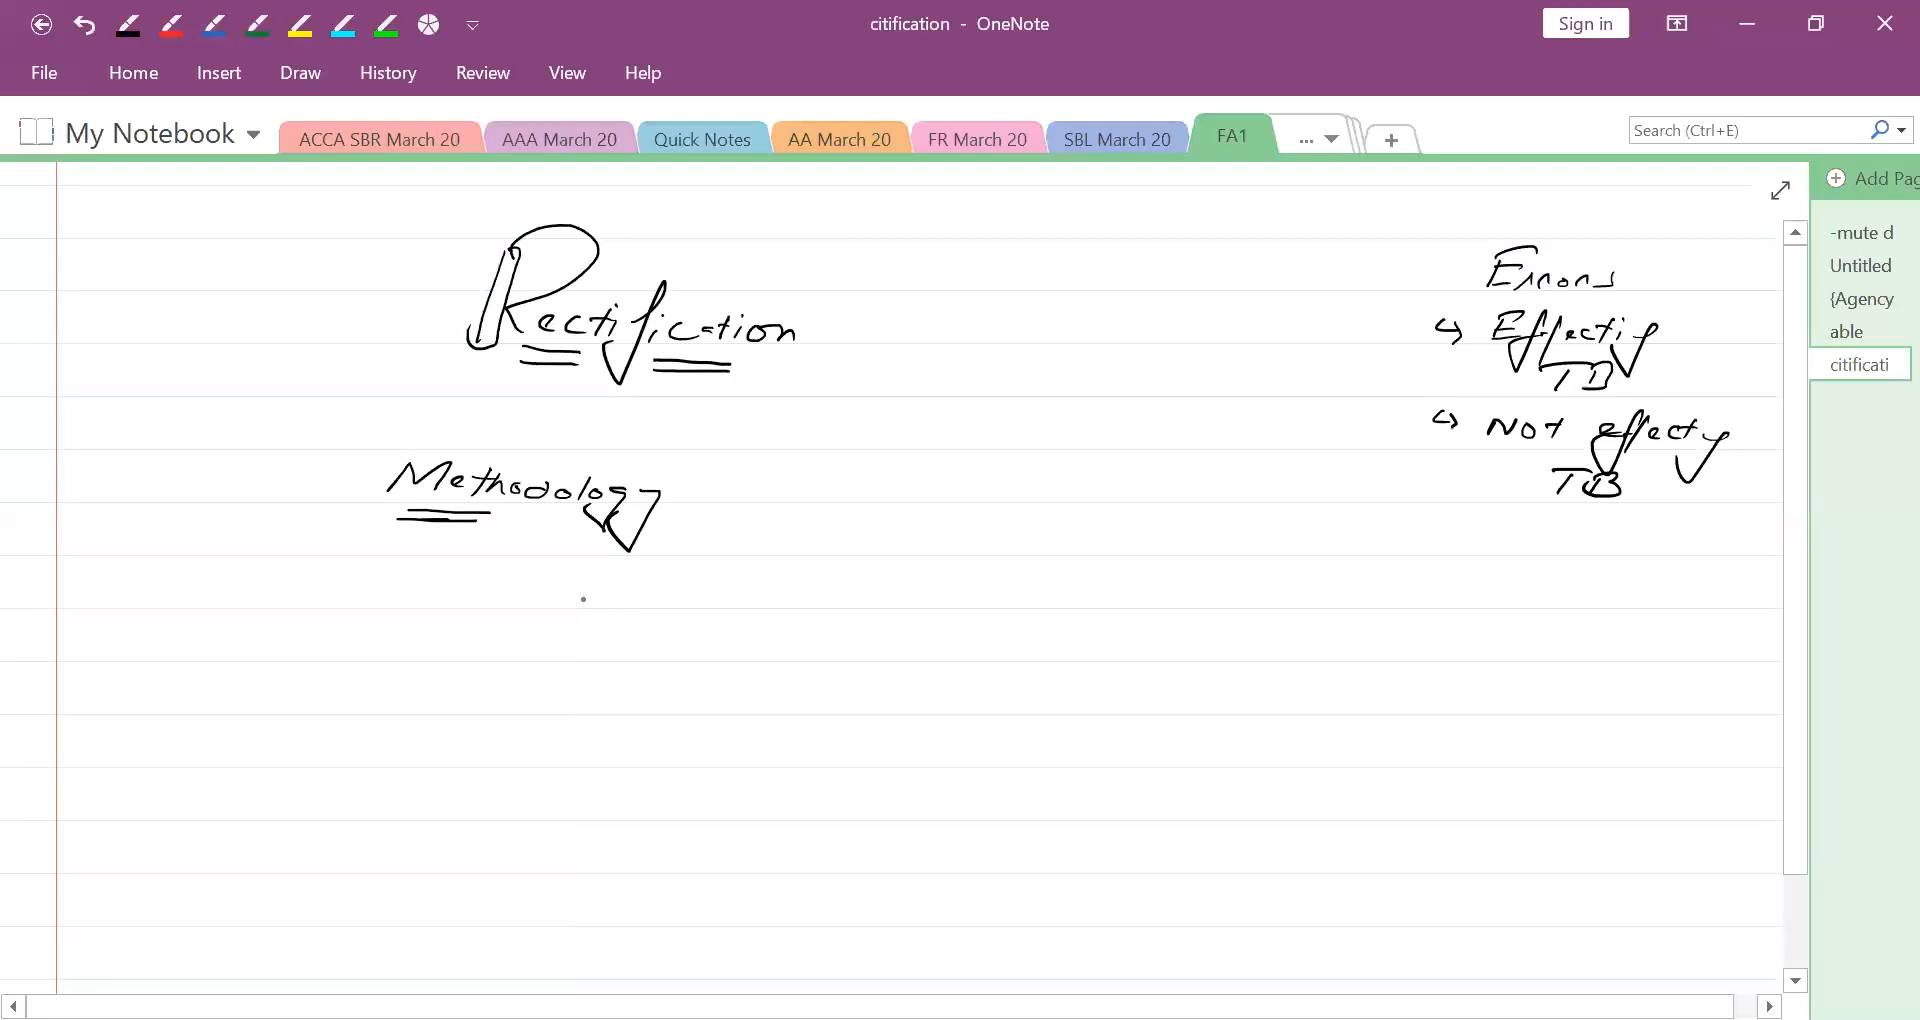 citification - OneNote
Sign in
File Home Insert Draw History Review View Help
My Notebook
ACCA SBR March 20
AAA March 20
Quick Notes
AA March 20
FR March 20
SBL March 20
FA1
...
Search (Ctrl+E)
Add Pag
-mute d
Untitled
{Agency
able
citificati
Rectification
Methodology
Errors
Effectig
TB
Not effectg
TB